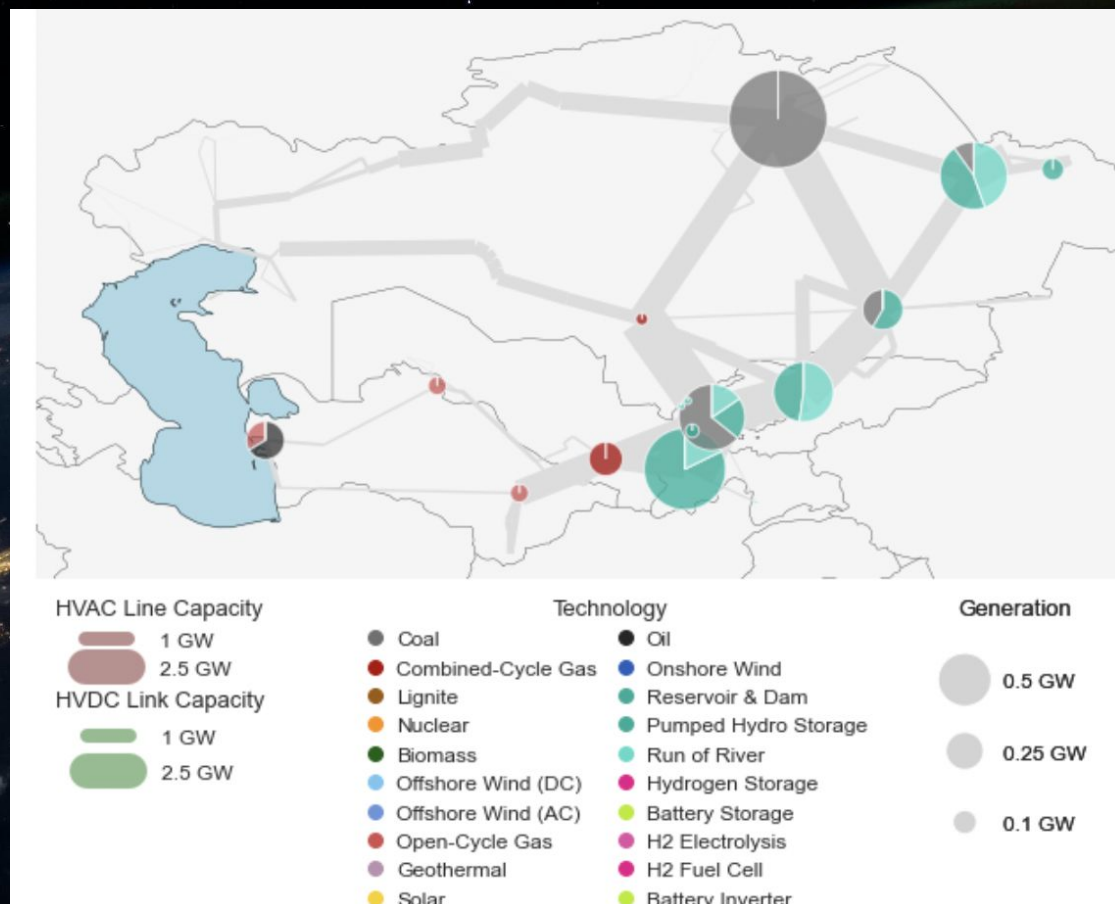 HVAC Line Capacity
1 GW
2.5 GW
HVDC Link Capacity
1 GW
2.5 GW
Technology
Coal
Combined-Cycle Gas
Lignite
Nuclear
Biomass
Offshore Wind (DC)
Offshore Wind (AC)
Open-Cycle Gas
Geothermal
Solar
Oil
Onshore Wind
Reservoir & Dam
Pumped Hydro Storage
Run of River
Hydrogen Storage
Battery Storage
H2 Electrolysis
H2 Fuel Cell
Battery Inverter
Generation
0.5 GW
0.25 GW
0.1 GW